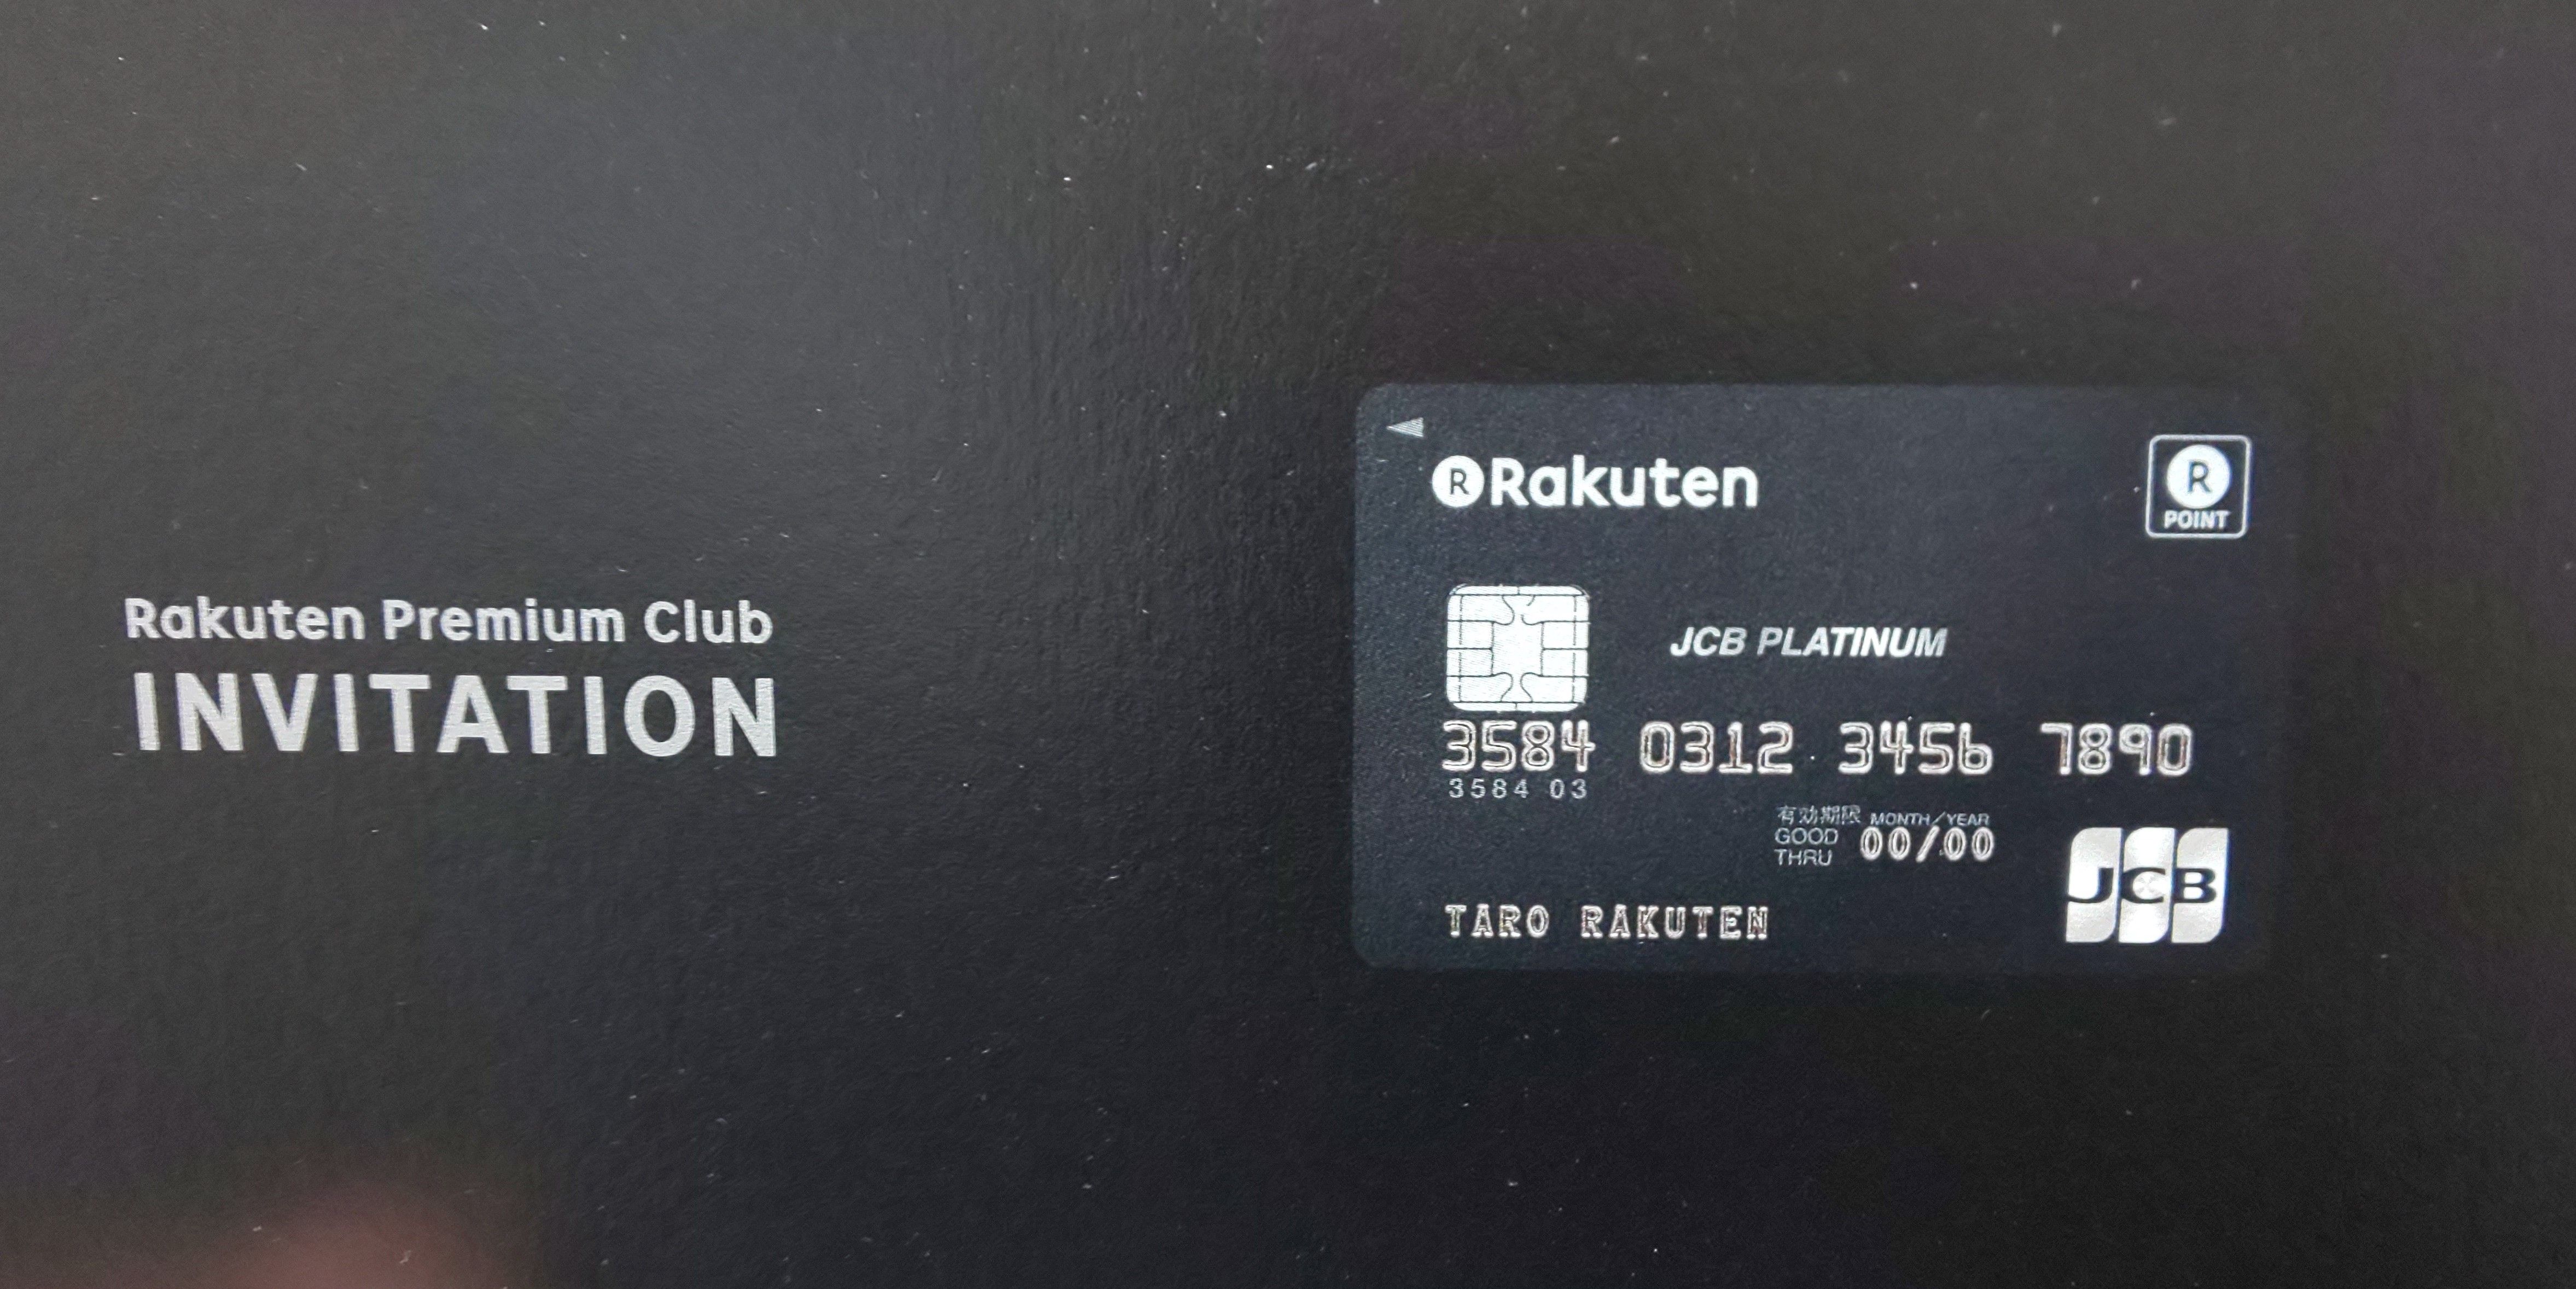 Rakuten Premium Club
INVITATION
R Rakuten
R
POINT
JCB PLATINUM
3584 0312 3456 7890
3584 03
有効期限 MONTH/YEAR
GOOD
THRU
00/00
TARO RAKUTEN
JCB